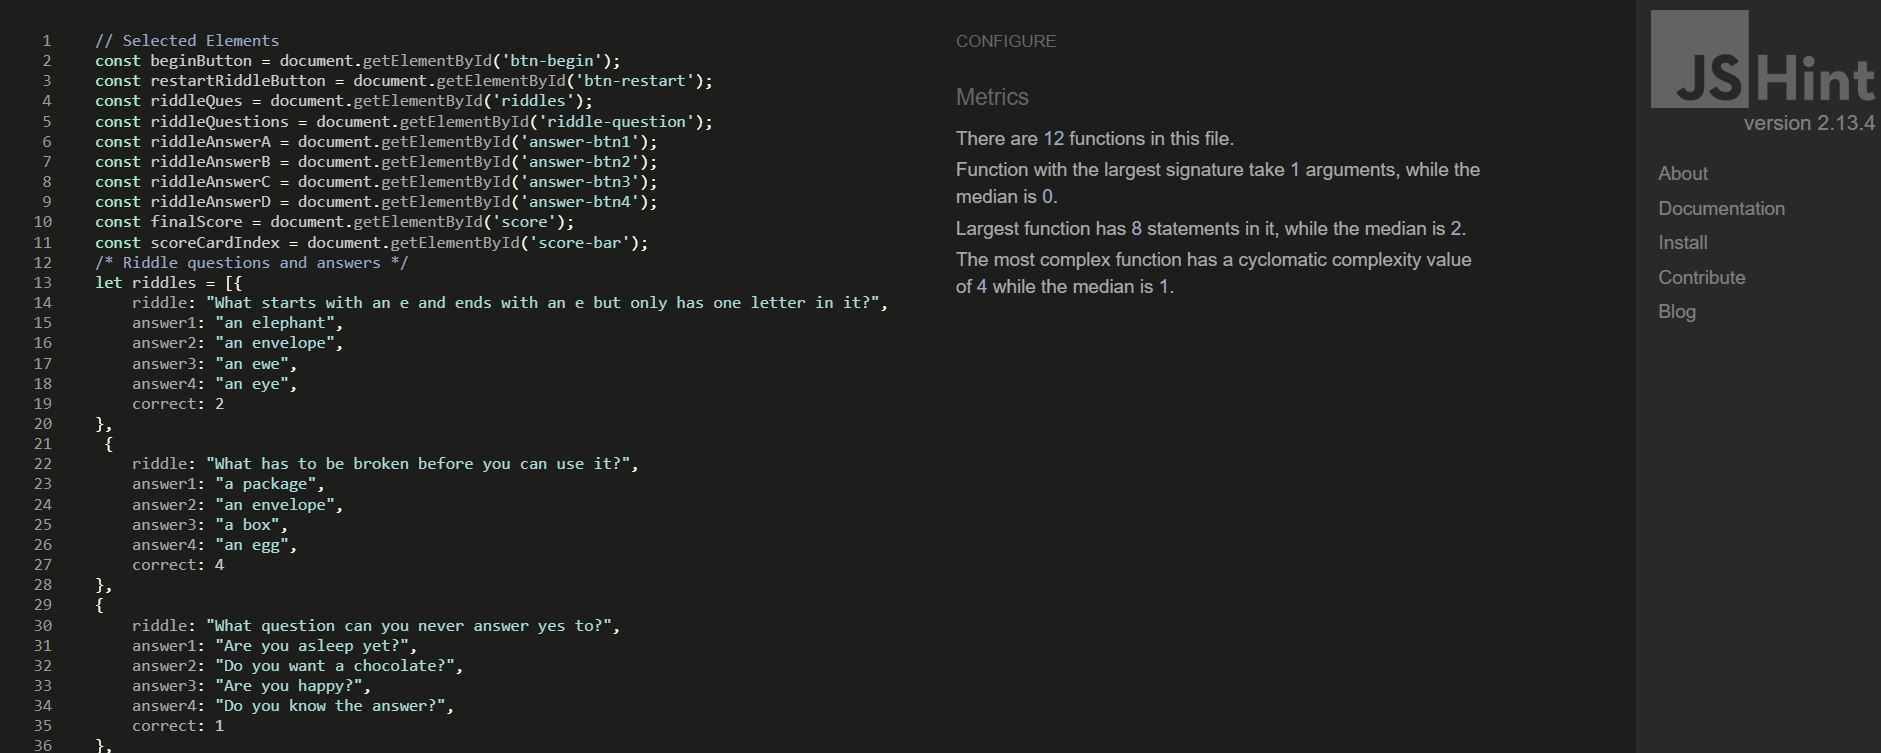 1 // Selected Elements
2 const beginButton = document.getElementById('btn-begin');
3 const restartRiddleButton = document.getElementById('btn-restart');
4 const riddleQues = document.getElementById('riddles');
5 const riddleQuestions = document.getElementById('riddle-question');
6 const riddleAnswerA = document.getElementById('answer-btn1');
7 const riddleAnswerB = document.getElementById('answer-btn2');
8 const riddleAnswerC = document.getElementById('answer-btn3');
9 const riddleAnswerD = document.getElementById('answer-btn4');
10 const finalScore = document.getElementById('score');
11 const scoreCardIndex = document.getElementById('score-bar');
12 /* Riddle questions and answers */
13 let riddles = [{
14 riddle: "What starts with an e and ends with an e but only has one letter in it?",
15 answer1: "an elephant",
16 answer2: "an envelope",
17 answer3: "an ewe",
18 answer4: "an eye",
19 correct: 2
20 },
21 {
22 riddle: "What has to be broken before you can use it?",
23 answer1: "a package",
24 answer2: "an envelope",
25 answer3: "a box",
26 answer4: "an egg",
27 correct: 4
28 },
29 {
30 riddle: "What question can you never answer yes to?",
31 answer1: "Are you asleep yet?",
32 answer2: "Do you want a chocolate?",
33 answer3: "Are you happy?",
34 answer4: "Do you know the answer?",
35 correct: 1
36 },
CONFIGURE
Metrics
There are 12 functions in this file.
Function with the largest signature take 1 arguments, while the
median is 0.
Largest function has 8 statements in it, while the median is 2.
The most complex function has a cyclomatic complexity value
of 4 while the median is 1.
JSHint
version 2.13.4
About
Documentation
Install
Contribute
Blog